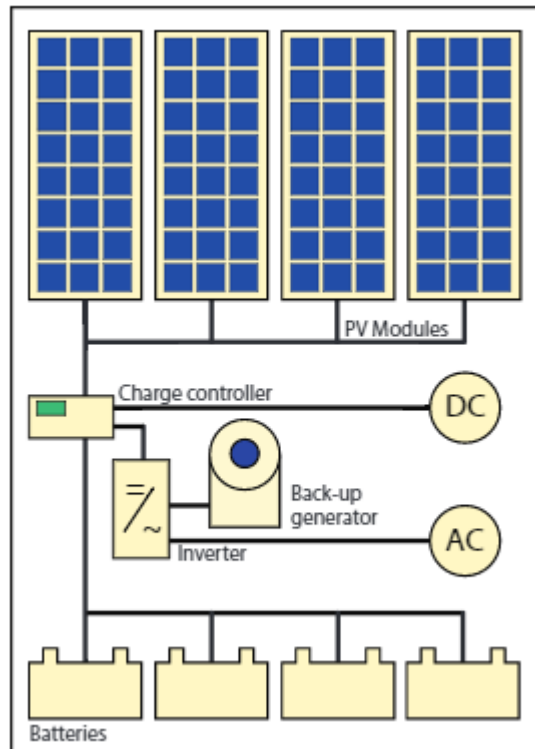 PV Modules
Charge controller
DC
Back-up
generator
=
~
Inverter
AC
Batteries